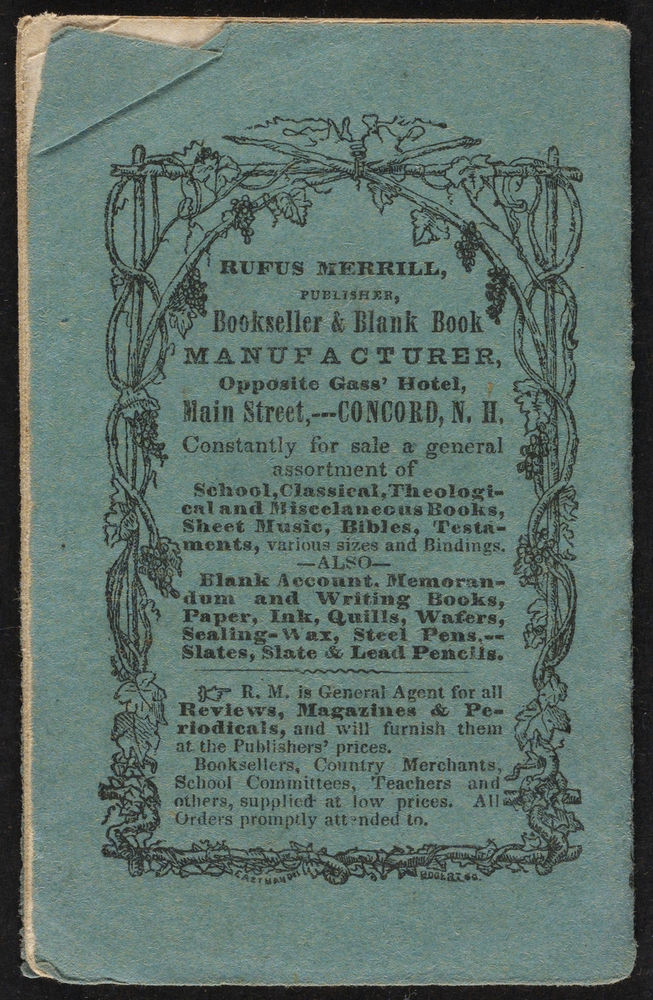 RUFUS MERRILL,
PUBLISHER,
Bookseller & Blank Book
MANUFACTURER,
Opposite Gass' Hotel,
Main Street,---CONCORD, N. H.
Constantly for sale a general
assortment of
School, Classical, Theologi-
cal and Miscellaneous Books,
Sheet Music, Bibles, Testa-
ments, various sizes and Bindings.
—ALSO—
Blank Account, Memoran-
dum and Writing Books,
Paper, Ink, Quills, Wafers,
Sealing-Wax, Steel Pens,--
Slates, Slate & Lead Pencils.
☞ R. M. is General Agent for all
Reviews, Magazines & Pe-
riodicals, and will furnish them
at the Publishers' prices.
Booksellers, Country Merchants,
School Committees, Teachers and
others, supplied at low prices. All
Orders promptly attended to.